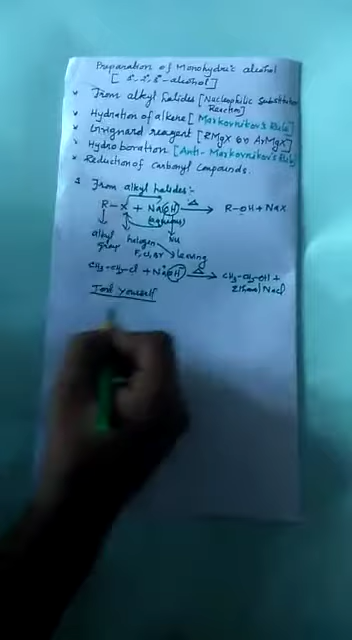 Preparation of Monohydric alcohol
[1°-2°-3°-alcohol]
From alkyl halides [Nucleophilic Substitution
Reaction]
Hydration of alkene [Markovnikov's Rule]
Grignard reagent [RMgX or ArMgX]
Hydroboration [Anti-Markovnikov's Rule]
Reduction of Carbonyl Compounds.
From alkyl halides:-
R-X + NaOH △ → R-OH + NaX
(aqueous)
alkyl halogen Nu
group F, Cl, Br leaving
CH3-CH2-Cl + NaOH △ → CH3-CH2-OH +
Ethanol NaCl
Test Yourself